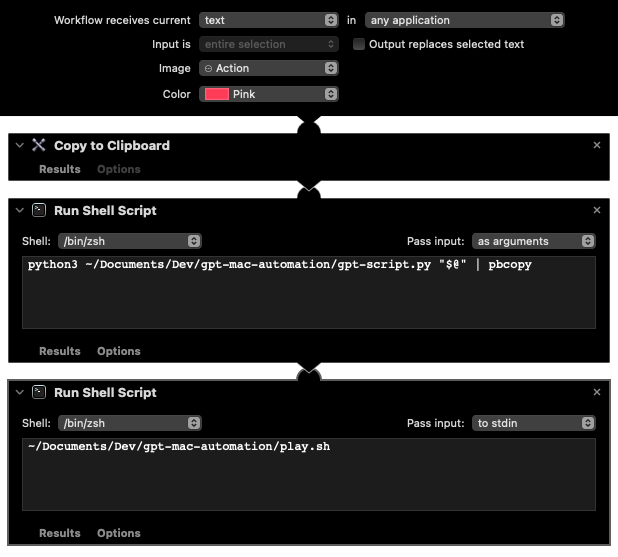 Workflow receives current text in any application
Input is entire selection Output replaces selected text
Image Action
Color Pink
Copy to Clipboard
Results Options
Run Shell Script
Shell: /bin/zsh Pass input: as arguments
python3 ~/Documents/Dev/gpt-mac-automation/gpt-script.py "$@" | pbcopy
Results Options
Run Shell Script
Shell: /bin/zsh Pass input: to stdin
~/Documents/Dev/gpt-mac-automation/play.sh
Results Options